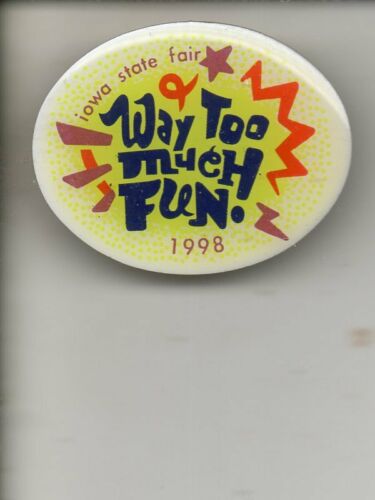 iowa state fair
WAY TOO
mucH
FUN.
1998